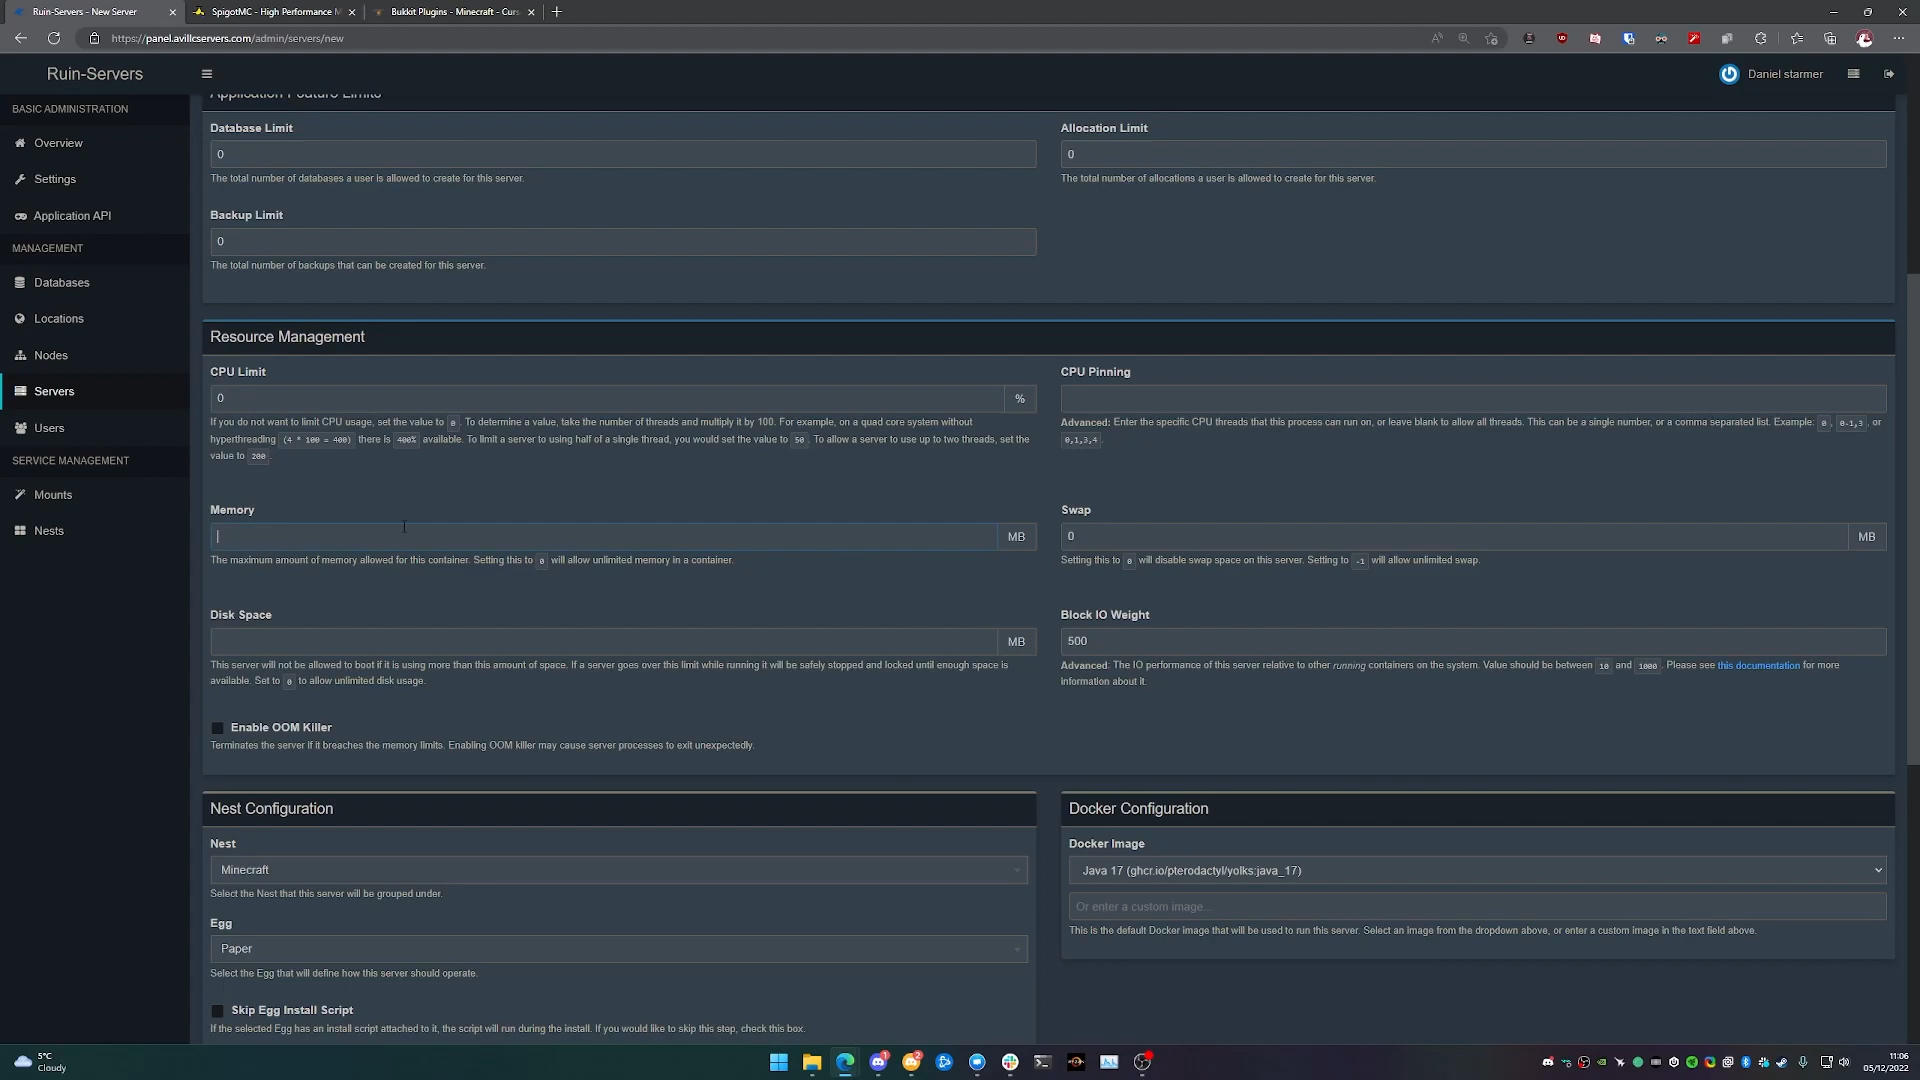 Ruin-Servers - New Server
SpigotMC - High Performance M
Bukkit Plugins - Minecraft - Curs
https://panel.avillcservers.com/admin/servers/new
Ruin-Servers
Daniel starmer
BASIC ADMINISTRATION
Overview
Settings
Application API
MANAGEMENT
Databases
Locations
Nodes
Servers
Users
SERVICE MANAGEMENT
Mounts
Nests
Application Feature Limits
Database Limit
0
The total number of databases a user is allowed to create for this server.
Allocation Limit
0
The total number of allocations a user is allowed to create for this server.
Backup Limit
0
The total number of backups that can be created for this server.
Resource Management
CPU Limit
0 %
If you do not want to limit CPU usage, set the value to 0 . To determine a value, take the number of threads and multiply it by 100. For example, on a quad core system without
hyperthreading (4 * 100 = 400) there is 400% available. To limit a server to using half of a single thread, you would set the value to 50 . To allow a server to use up to two threads, set the
value to 200 .
CPU Pinning
Advanced: Enter the specific CPU threads that this process can run on, or leave blank to allow all threads. This can be a single number, or a comma separated list. Example: 0 , 0-1,3 , or
0,1,3,4 .
Memory
MB
The maximum amount of memory allowed for this container. Setting this to 0 will allow unlimited memory in a container.
Swap
0 MB
Setting this to 0 will disable swap space on this server. Setting to -1 will allow unlimited swap.
Disk Space
MB
This server will not be allowed to boot if it is using more than this amount of space. If a server goes over this limit while running it will be safely stopped and locked until enough space is
available. Set to 0 to allow unlimited disk usage.
Block IO Weight
500
Advanced: The IO performance of this server relative to other running containers on the system. Value should be between 10 and 1000 . Please see this documentation for more
information about it.
Enable OOM Killer
Terminates the server if it breaches the memory limits. Enabling OOM killer may cause server processes to exit unexpectedly.
Nest Configuration
Nest
Minecraft
Select the Nest that this server will be grouped under.
Egg
Paper
Select the Egg that will define how this server should operate.
Skip Egg Install Script
If the selected Egg has an install script attached to it, the script will run during the install. If you would like to skip this step, check this box.
Docker Configuration
Docker Image
Java 17 (ghcr.io/pterodactyl/yolks:java_17)
Or enter a custom image...
This is the default Docker image that will be used to run this server. Select an image from the dropdown above, or enter a custom image in the text field above.
5°C
Cloudy
1
2
11:06
05/12/2022